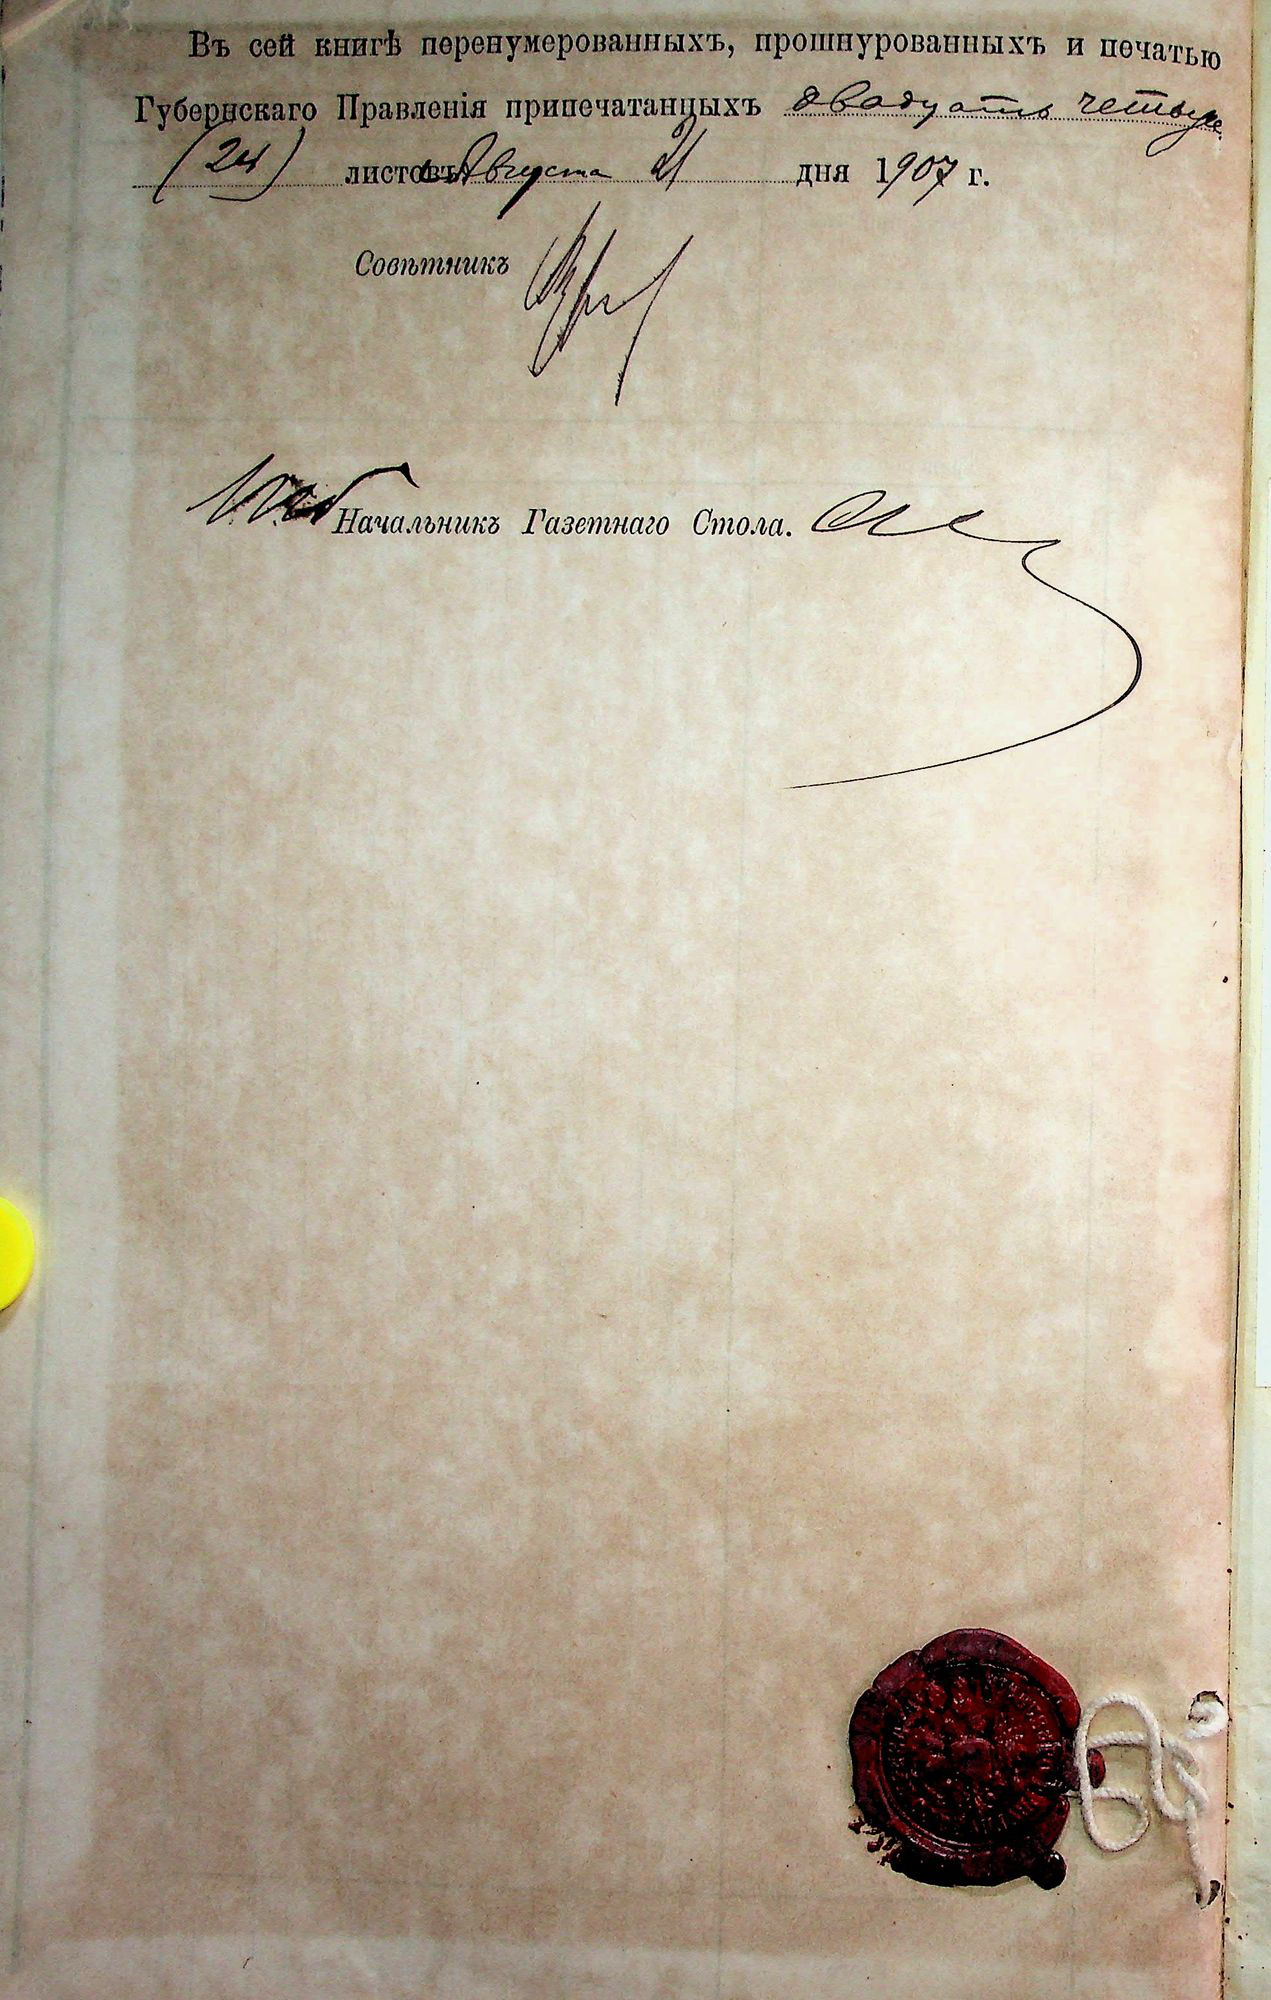 Въ сей книгѣ перенумерованныхъ, прошнурованныхъ и печатью
Губернскаго Правленія припечатанныхъ двадцать четыре
(24) листовъ Августа 21 дня 1907 г.
Совѣтникъ
Начальникъ Газетнаго Стола.